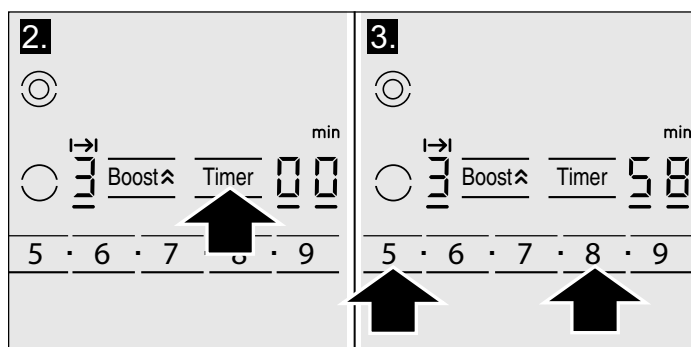 2.
min
3 Boost Timer 00
5 · 6 · 7 · 8 · 9
3.
min
3 Boost Timer 58
5 · 6 · 7 · 8 · 9